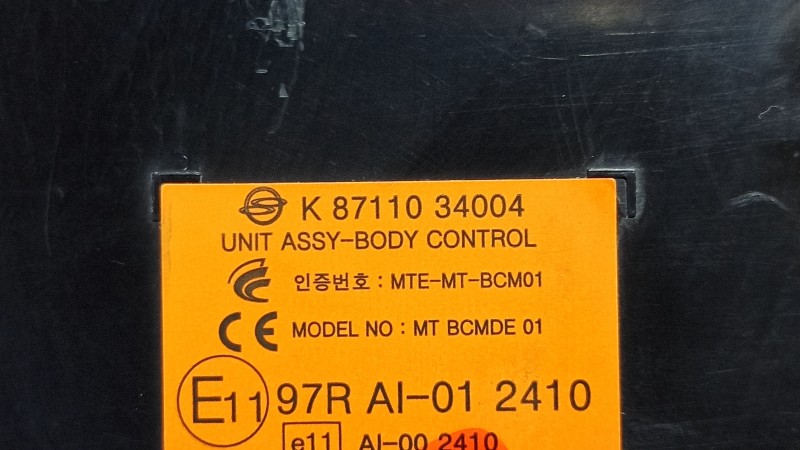 K 87110 34004
UNIT ASSY-BODY CONTROL
인증번호 : MTE-MT-BCM01
CE MODEL NO : MT BCMDE 01
E11 97R AI-01 2410
e11 AI-00 2410